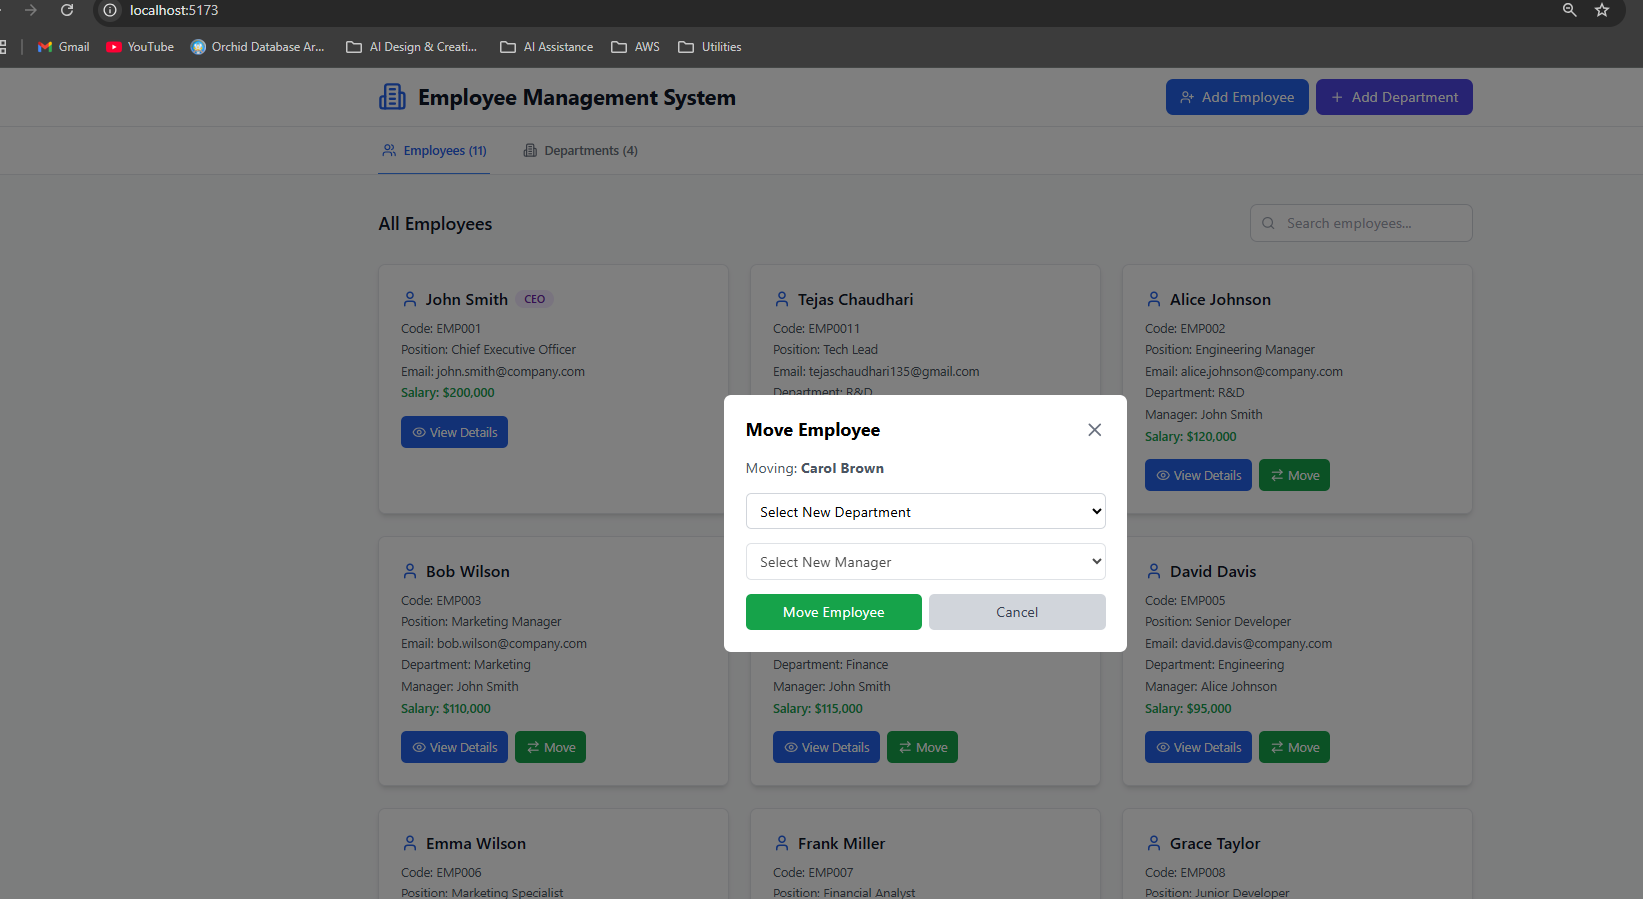 localhost:5173
Gmail
YouTube
Orchid Database Ar...
AI Design & Creati...
AI Assistance
AWS
Utilities
Employee Management System
Add Employee
Add Department
Employees (11)
Departments (4)
All Employees
Search employees...
John Smith CEO
Code: EMP001
Position: Chief Executive Officer
Email: john.smith@company.com
Salary: $200,000
View Details
Tejas Chaudhari
Code: EMP0011
Position: Tech Lead
Email: tejaschaudhari135@gmail.com
Department: R&D
Alice Johnson
Code: EMP002
Position: Engineering Manager
Email: alice.johnson@company.com
Department: R&D
Manager: John Smith
Salary: $120,000
View Details
Move
Move Employee
Moving: Carol Brown
Select New Department
Select New Manager
Move Employee
Cancel
Bob Wilson
Code: EMP003
Position: Marketing Manager
Email: bob.wilson@company.com
Department: Marketing
Manager: John Smith
Salary: $110,000
View Details
Move
Department: Finance
Manager: John Smith
Salary: $115,000
View Details
Move
David Davis
Code: EMP005
Position: Senior Developer
Email: david.davis@company.com
Department: Engineering
Manager: Alice Johnson
Salary: $95,000
View Details
Move
Emma Wilson
Code: EMP006
Position: Marketing Specialist
Frank Miller
Code: EMP007
Position: Financial Analyst
Grace Taylor
Code: EMP008
Position: Junior Developer